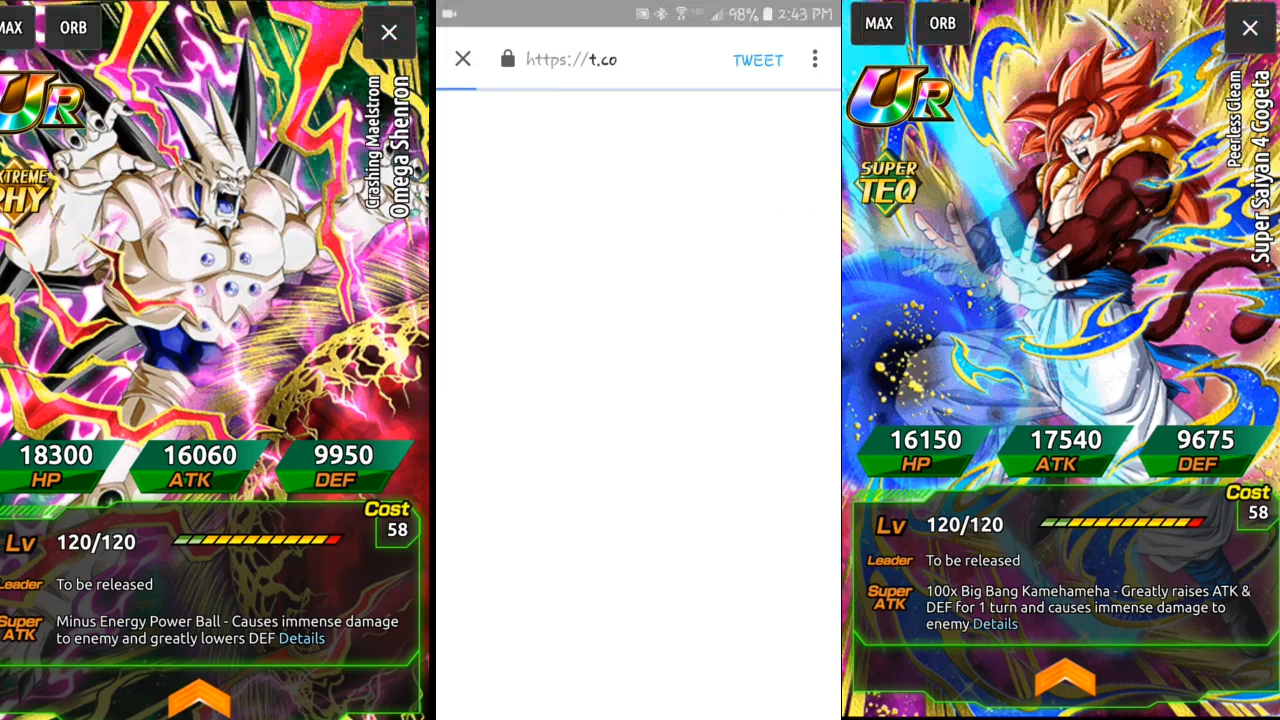 MAX
ORB
UR
EXTREME
PHY
Crashing Maelstrom
Omega Shenron
18300
HP
16060
ATK
9950
DEF
Cost
58
Lv
120/120
Leader
To be released
Super
ATK
Minus Energy Power Ball - Causes immense damage
to enemy and greatly lowers DEF Details
98%
2:43 PM
https://t.co
TWEET
MAX
ORB
UR
SUPER
TEQ
Peerless Gleam
Super Saiyan 4 Gogeta
16150
HP
17540
ATK
9675
DEF
Cost
58
Lv
120/120
Leader
To be released
Super
ATK
100x Big Bang Kamehameha - Greatly raises ATK &
DEF for 1 turn and causes immense damage to
enemy Details